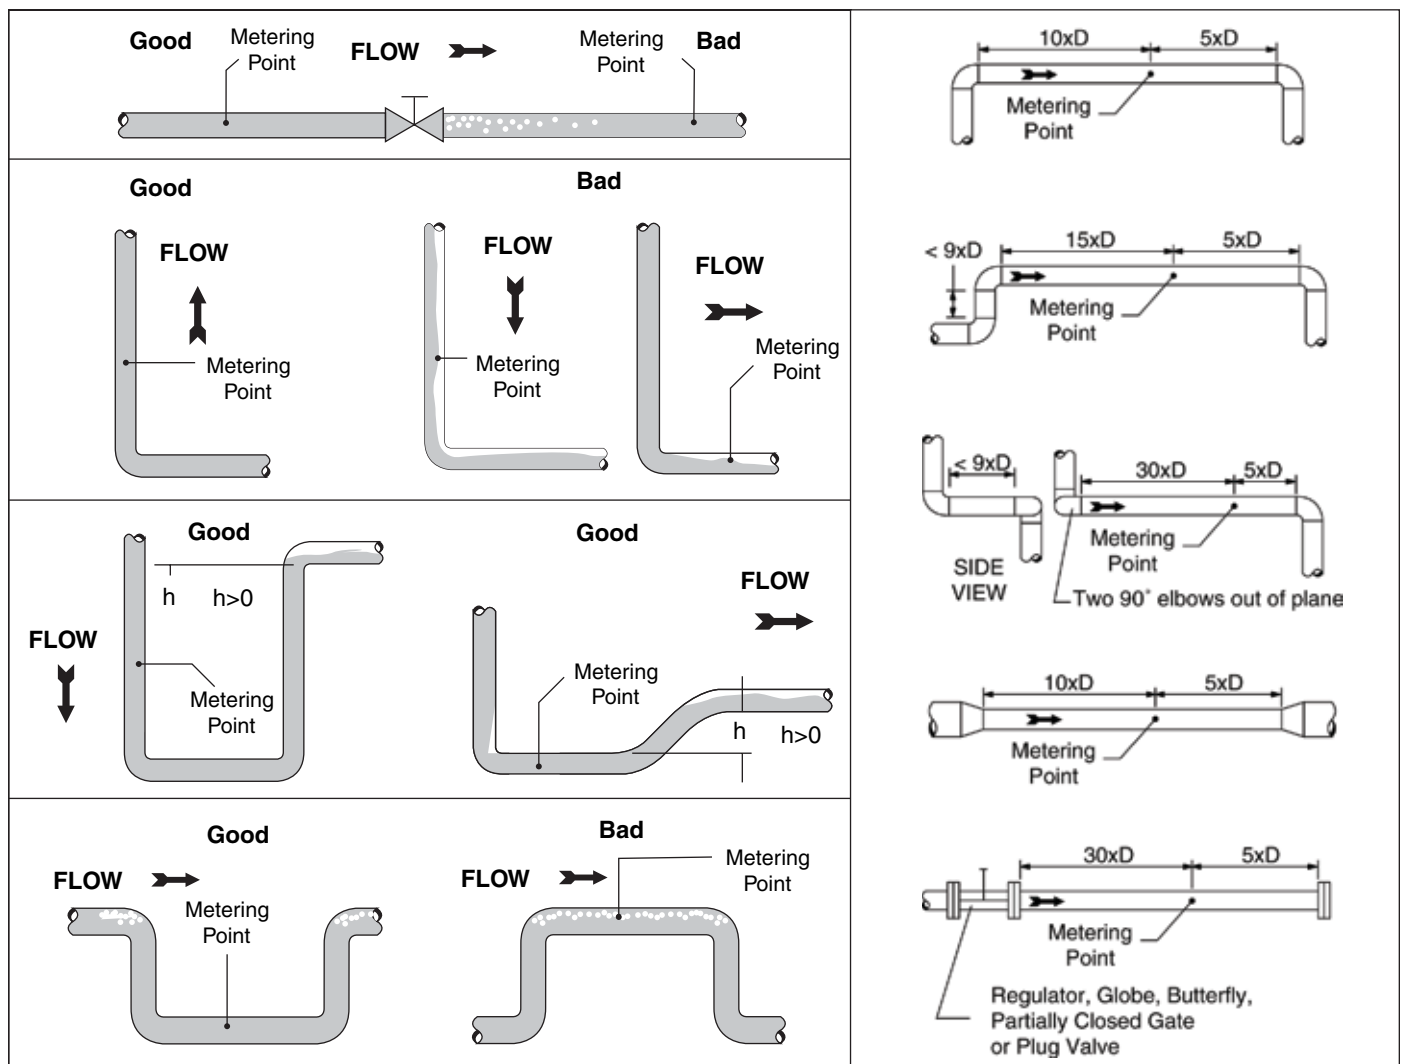 Good
Metering
Point
FLOW
Metering
Point
Bad
Good
FLOW
Metering
Point
Bad
FLOW
Metering
Point
FLOW
Metering
Point
Good
h
h>0
FLOW
Metering
Point
Good
FLOW
Metering
Point
h
h>0
Good
FLOW
Metering
Point
Bad
FLOW
Metering
Point
10xD
5xD
Metering
Point
< 9xD
15xD
5xD
Metering
Point
< 9xD
30xD
5xD
Metering
Point
SIDE
VIEW
Two 90° elbows out of plane
10xD
5xD
Metering
Point
30xD
5xD
Metering
Point
Regulator, Globe, Butterfly,
Partially Closed Gate
or Plug Valve